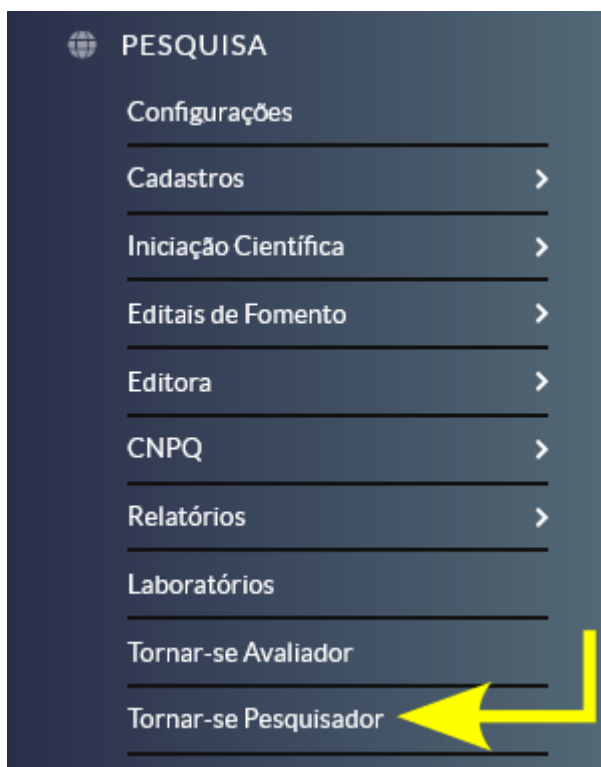 PESQUISA
Configurações
Cadastros
Iniciação Científica
Editais de Fomento
Editora
CNPQ
Relatórios
Laboratórios
Tornar-se Avaliador
Tornar-se Pesquisador